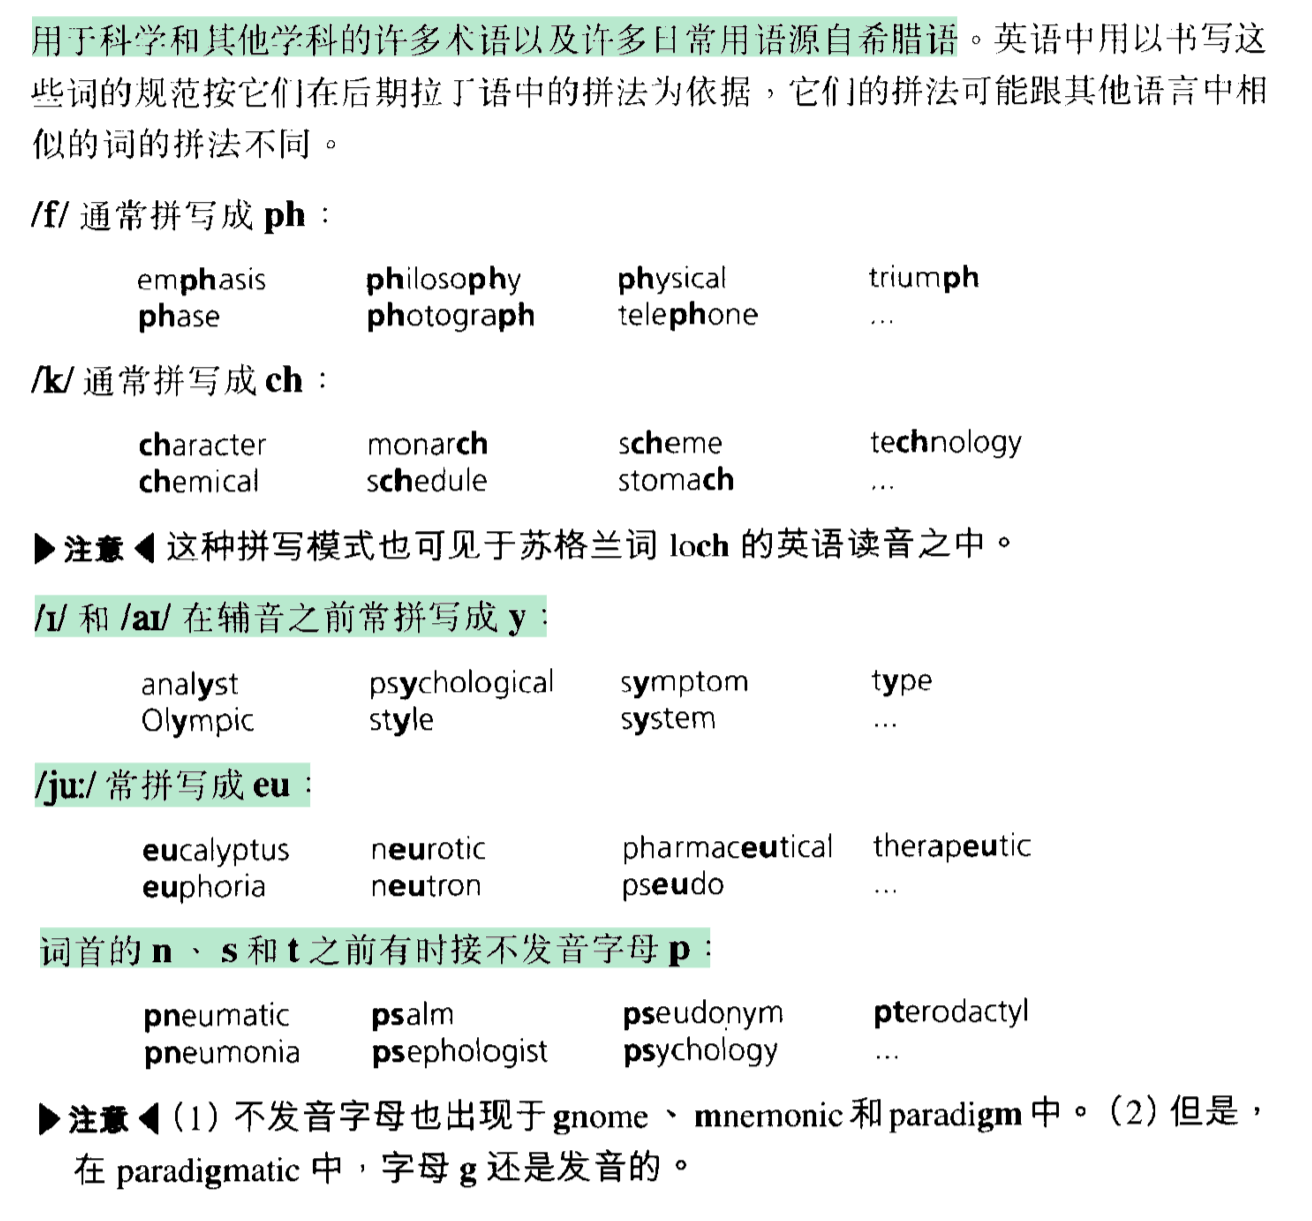 用于科学和其他学科的许多术语以及许多日常用语源自希腊语。英语中用以书写这
些词的规范按它们在后期拉丁语中的拼法为依据，它们的拼法可能跟其他语言中相
似的词的拼法不同。
/f/ 通常拼写成 ph：
emphasis philosophy physical triumph
phase photograph telephone ...
/k/ 通常拼写成 ch：
character monarch scheme technology
chemical schedule stomach ...
▶注意◀ 这种拼写模式也可见于苏格兰词 loch 的英语读音之中。
/ɪ/ 和 /aɪ/ 在辅音之前常拼写成 y：
analyst psychological symptom type
Olympic style system ...
/ju:/ 常拼写成 eu：
eucalyptus neurotic pharmaceutical therapeutic
euphoria neutron pseudo ...
词首的 n、s 和 t 之前有时接不发音字母 p：
pneumatic psalm pseudonym pterodactyl
pneumonia psephologist psychology ...
▶注意◀（1）不发音字母也出现于 gnome、mnemonic 和 paradigm 中。（2）但是，
在 paradigmatic 中，字母 g 还是发音的。